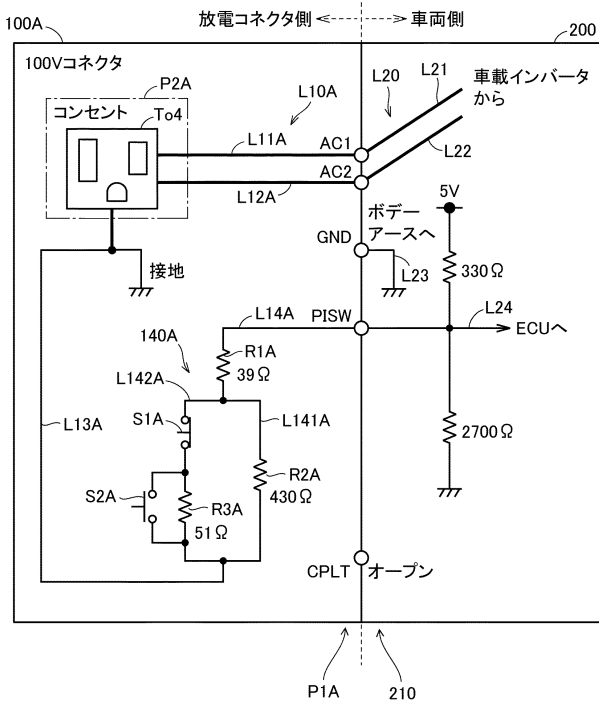 放電コネクタ側
車両側
100A
200
100Vコネクタ
P2A
コンセント
To4
L10A
L20
L21
車載インバータ
から
AC1
L11A
L22
AC2
L12A
ボデー
アースへ
5V
GND
接地
L23
330Ω
L14A
PISW
L24
ECUへ
140A
R1A
39Ω
L142A
S1A
L141A
L13A
2700Ω
S2A
R3A
51Ω
R2A
430Ω
CPLT
オープン
P1A
210